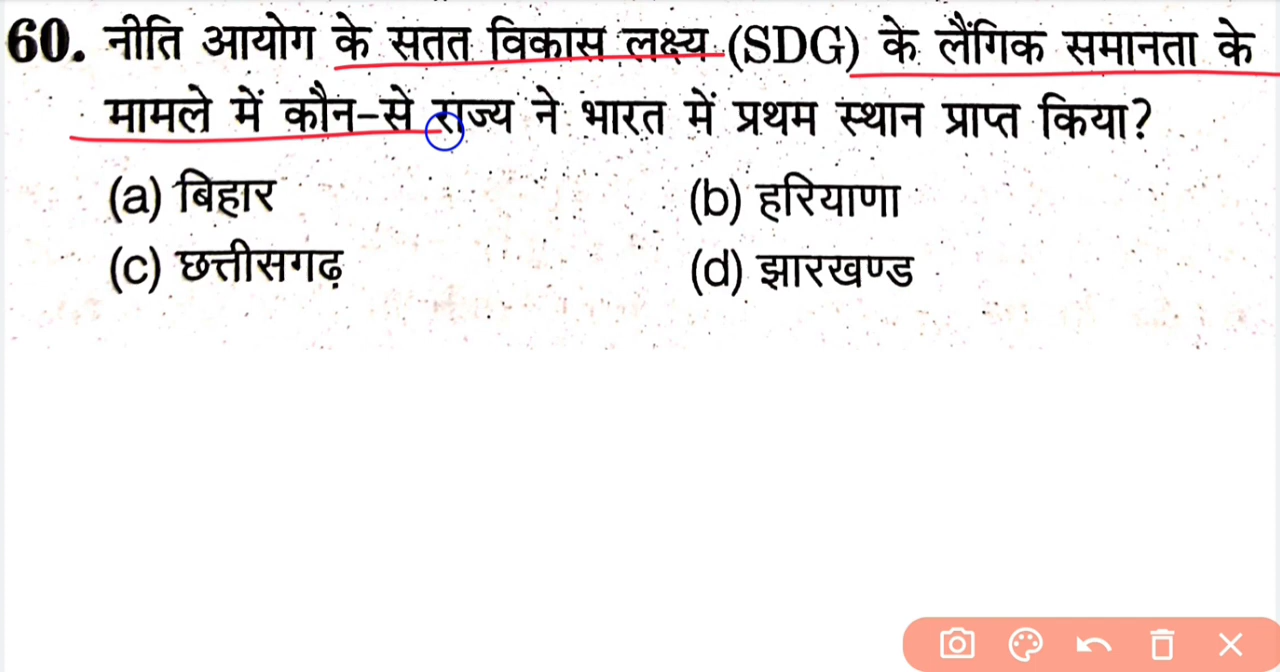 60. नीति आयोग के सतत विकास लक्ष्य (SDG) के लैंगिक समानता के
मामले में कौन-से राज्य ने भारत में प्रथम स्थान प्राप्त किया?
(a) बिहार (b) हरियाणा
(c) छत्तीसगढ़ (d) झारखण्ड